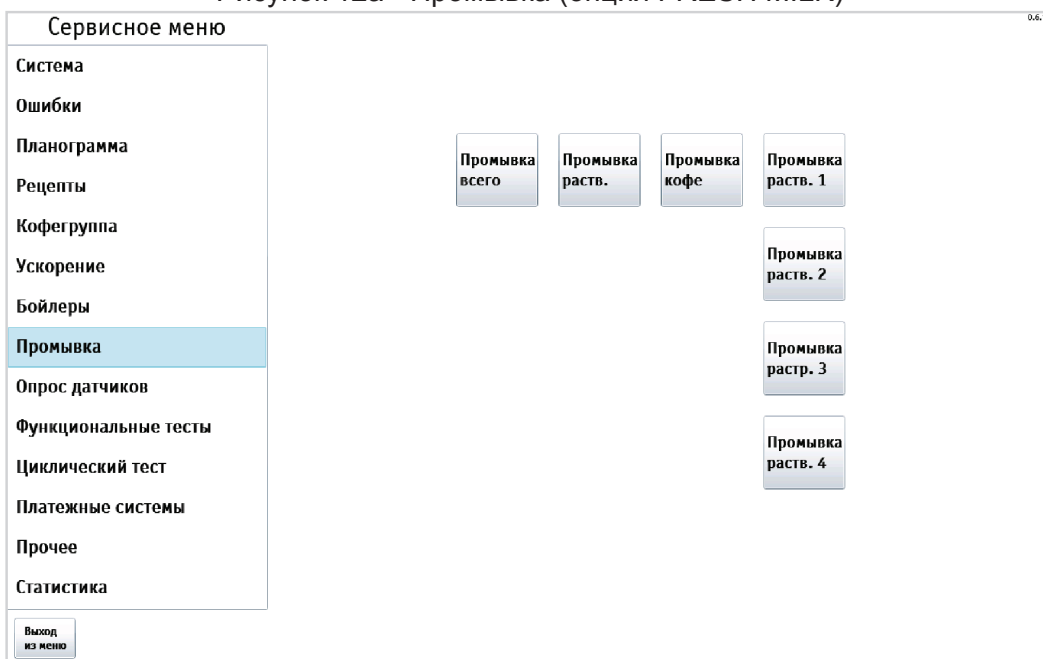 Сервисное меню
0.6.
Система
Ошибки
Планограмма
Рецепты
Кофегруппа
Ускорение
Бойлеры
Промывка
Опрос датчиков
Функциональные тесты
Циклический тест
Платежные системы
Прочее
Статистика
Выход
из меню
Промывка
всего
Промывка
раств.
Промывка
кофе
Промывка
раств. 1
Промывка
раств. 2
Промывка
растр. 3
Промывка
раств. 4